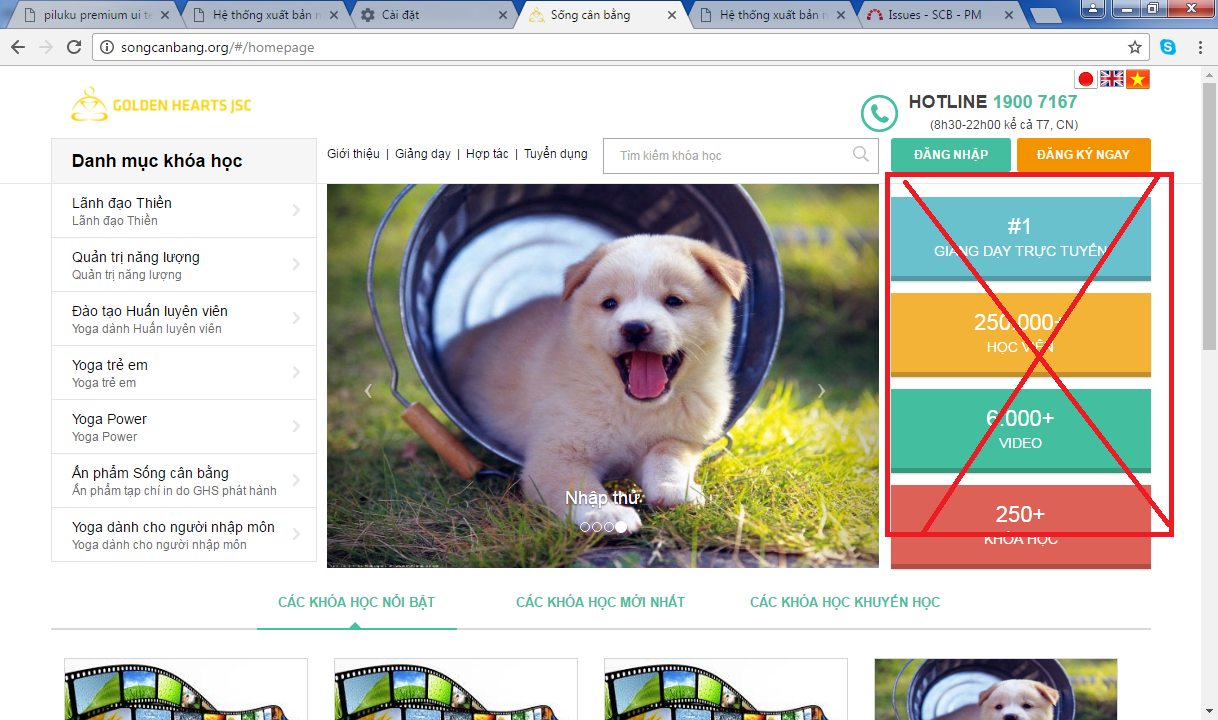 piluku premium ui te
Hệ thống xuất bản n
Cài đặt
Sống cân bằng
Hệ thống xuất bản n
Issues - SCB - PM
songcanbang.org/#/homepage
GOLDEN HEARTS JSC
HOTLINE 1900 7167
(8h30-22h00 kể cả T7, CN)
Danh mục khóa học
Giới thiệu | Giảng dạy | Hợp tác | Tuyển dụng
Tìm kiếm khóa học
ĐĂNG NHẬP
ĐĂNG KÝ NGAY
Lãnh đạo Thiền
Lãnh đạo Thiền
Quản trị năng lượng
Quản trị năng lượng
Đào tạo Huấn luyên viên
Yoga dành Huấn luyên viên
Yoga trẻ em
Yoga trẻ em
Yoga Power
Yoga Power
Ấn phẩm Sống cân bằng
Ấn phẩm tạp chí in do GHS phát hành
Yoga dành cho người nhập môn
Yoga dành cho người nhập môn
Nhập thử
#1
GIẢNG DẠY TRỰC TUYẾN
250.000+
HỌC VIÊN
6.000+
VIDEO
250+
KHÓA HỌC
CÁC KHÓA HỌC NỔI BẬT
CÁC KHÓA HỌC MỚI NHẤT
CÁC KHÓA HỌC KHUYẾN HỌC